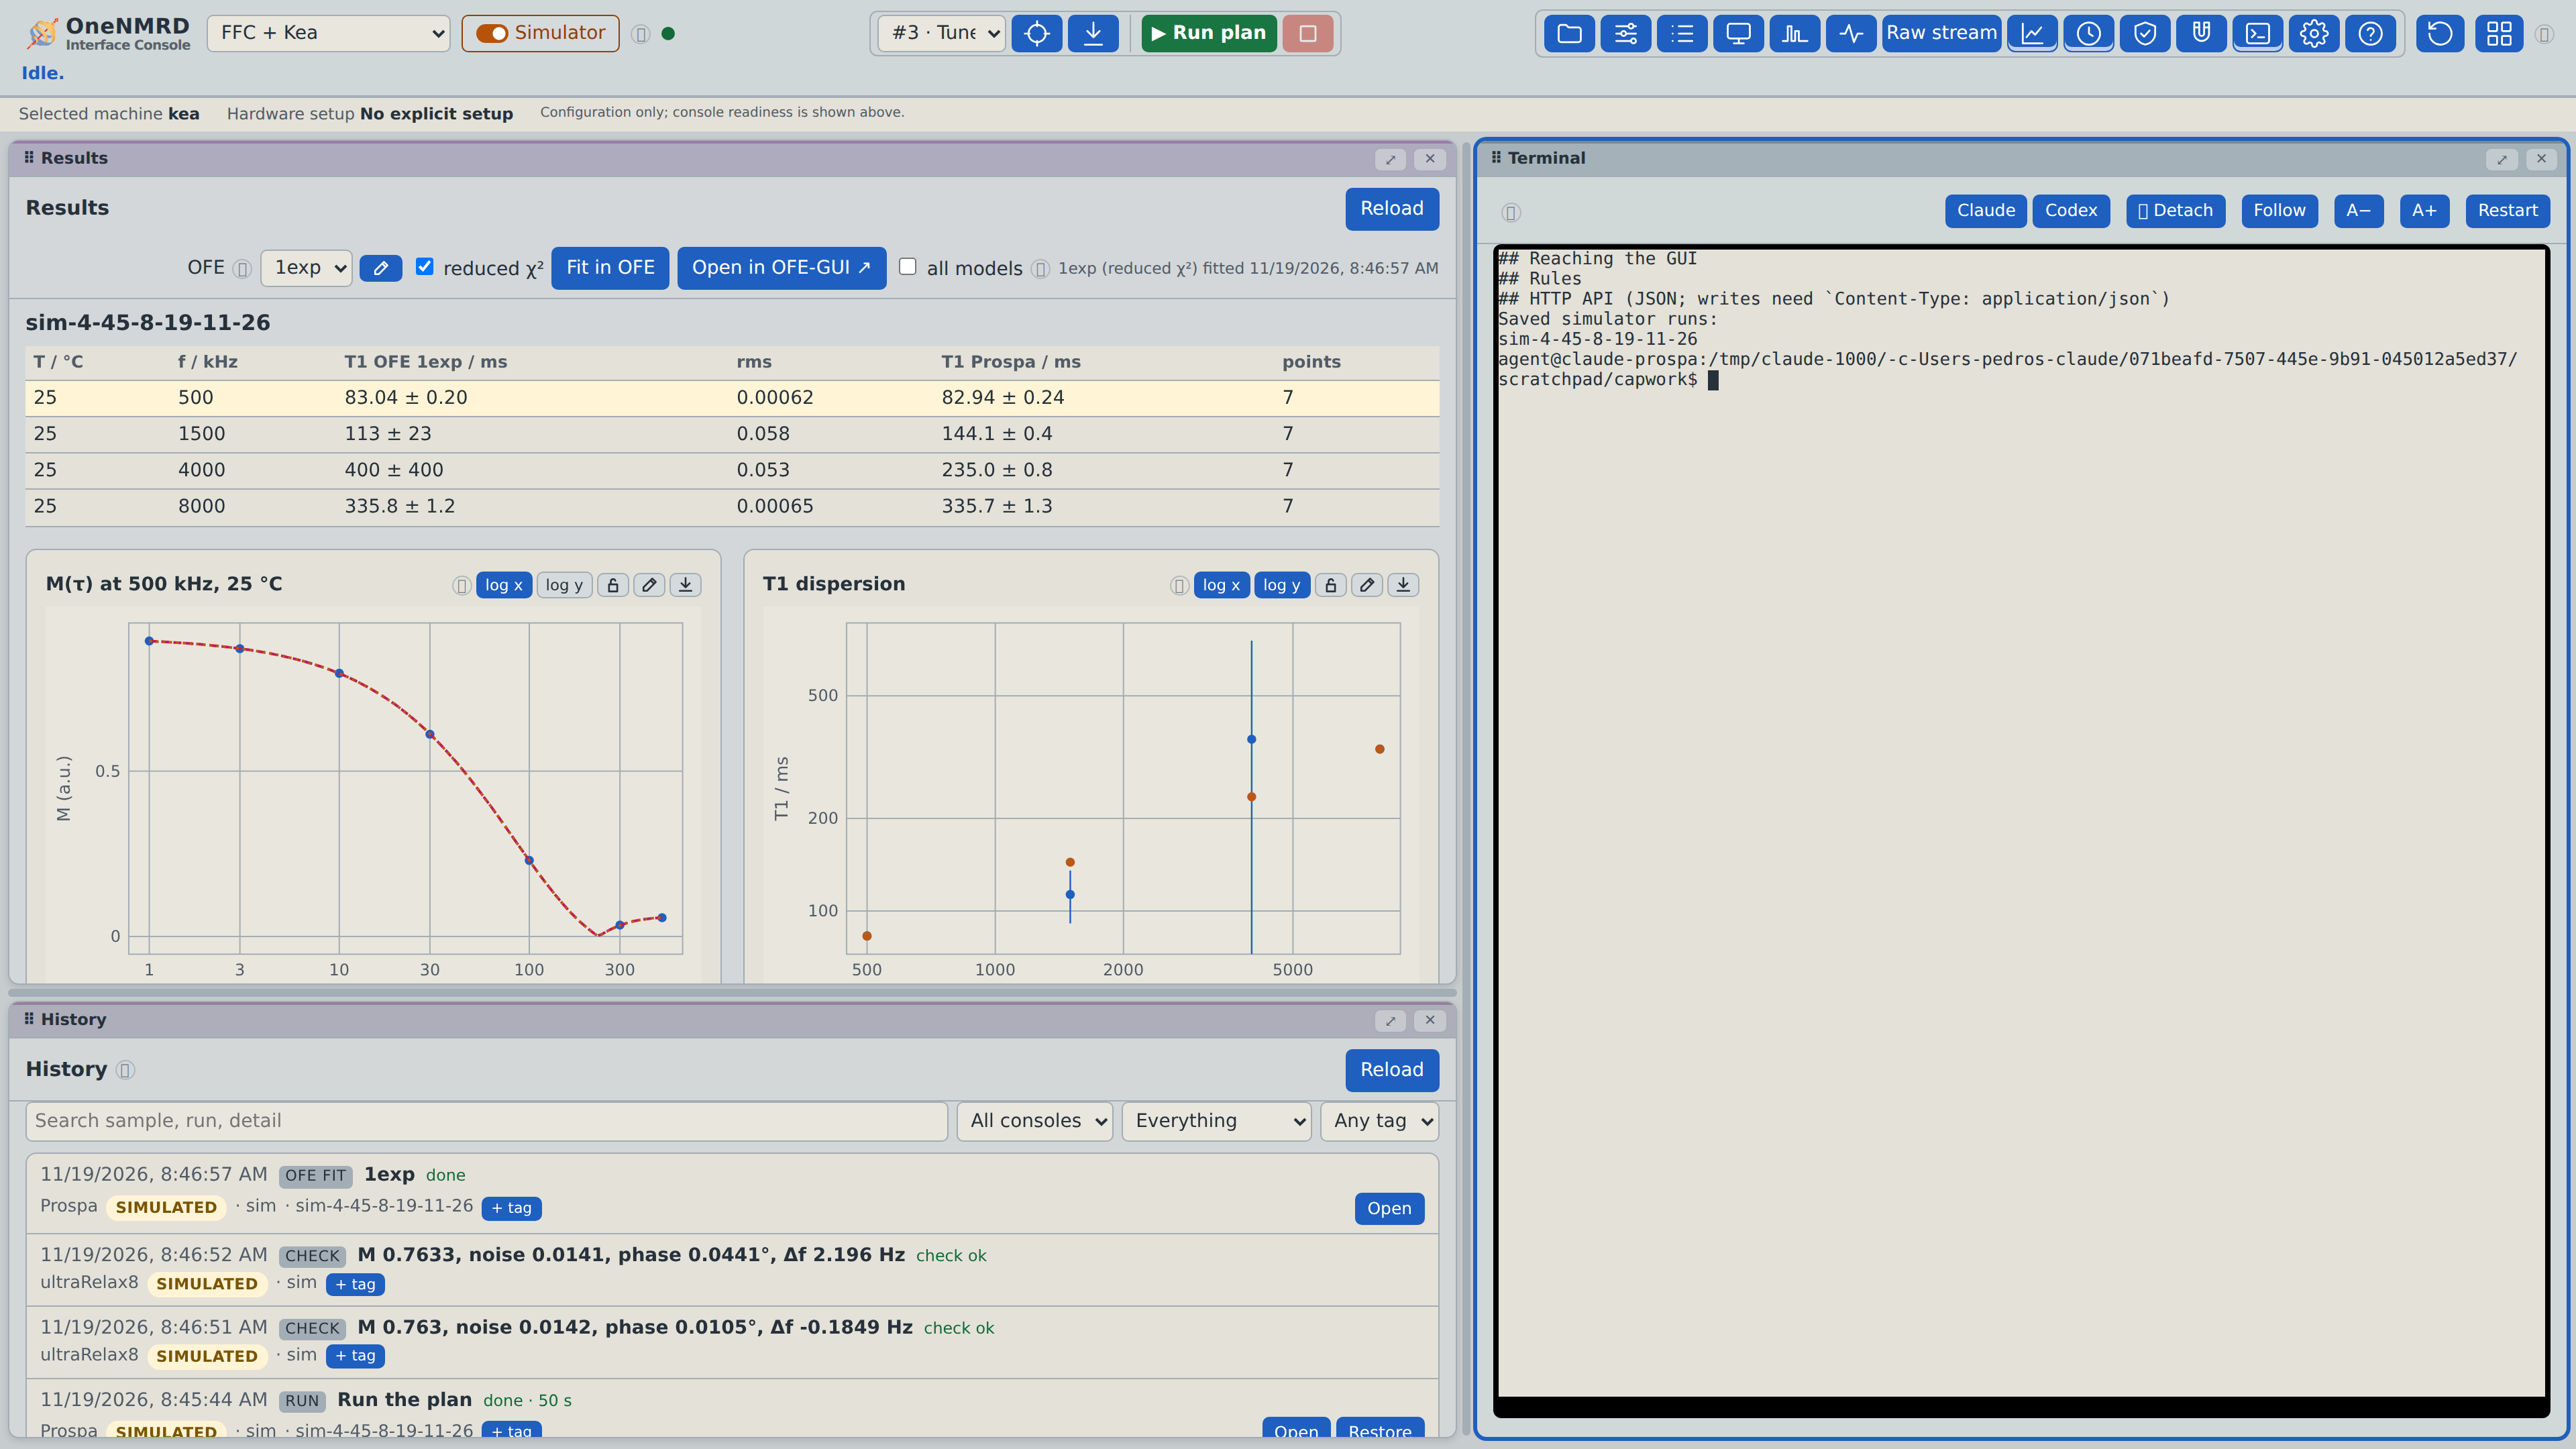 OneNMRD
Interface Console
FFC + Kea
Simulator
#3 · Tune
▶ Run plan
Raw stream
Idle.
Selected machine kea
Hardware setup No explicit setup
Configuration only; console readiness is shown above.
Results
Results
Reload
OFE
1exp
reduced χ²
Fit in OFE
Open in OFE-GUI ↗
all models
1exp (reduced χ²) fitted 11/19/2026, 8:46:57 AM
sim-4-45-8-19-11-26
T / °C f / kHz T1 OFE 1exp / ms rms T1 Prospa / ms points
25 500 83.04 ± 0.20 0.00062 82.94 ± 0.24 7
25 1500 113 ± 23 0.058 144.1 ± 0.4 7
25 4000 400 ± 400 0.053 235.0 ± 0.8 7
25 8000 335.8 ± 1.2 0.00065 335.7 ± 1.3 7
M(τ) at 500 kHz, 25 °C
log x
log y
M (a.u.)
0.5
0
1 3 10 30 100 300
T1 dispersion
log x
log y
T1 / ms
500
200
100
500 1000 2000 5000
History
History
Reload
Search sample, run, detail
All consoles
Everything
Any tag
11/19/2026, 8:46:57 AM OFE FIT 1exp done
Prospa SIMULATED · sim · sim-4-45-8-19-11-26 + tag
Open
11/19/2026, 8:46:52 AM CHECK M 0.7633, noise 0.0141, phase 0.0441°, Δf 2.196 Hz check ok
ultraRelax8 SIMULATED · sim + tag
11/19/2026, 8:46:51 AM CHECK M 0.763, noise 0.0142, phase 0.0105°, Δf -0.1849 Hz check ok
ultraRelax8 SIMULATED · sim + tag
11/19/2026, 8:45:44 AM RUN Run the plan done · 50 s
Prospa SIMULATED · sim · sim-4-45-8-19-11-26 + tag
Open
Restore
Terminal
Claude
Codex
Detach
Follow
A−
A+
Restart
## Reaching the GUI
## Rules
## HTTP API (JSON; writes need `Content-Type: application/json`)
Saved simulator runs:
sim-4-45-8-19-11-26
agent@claude-prospa:/tmp/claude-1000/-c-Users-pedros-claude/071beafd-7507-445e-9b91-045012a5ed37/
scratchpad/capwork$